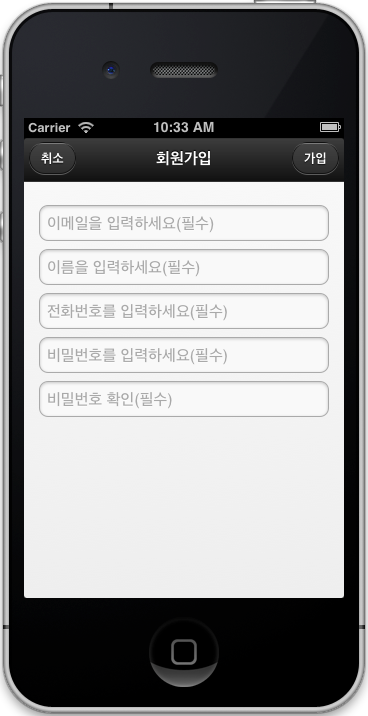 Carrier 10:33 AM
취소 회원가입 가입
이메일을 입력하세요(필수)
이름을 입력하세요(필수)
전화번호를 입력하세요(필수)
비밀번호를 입력하세요(필수)
비밀번호 확인(필수)